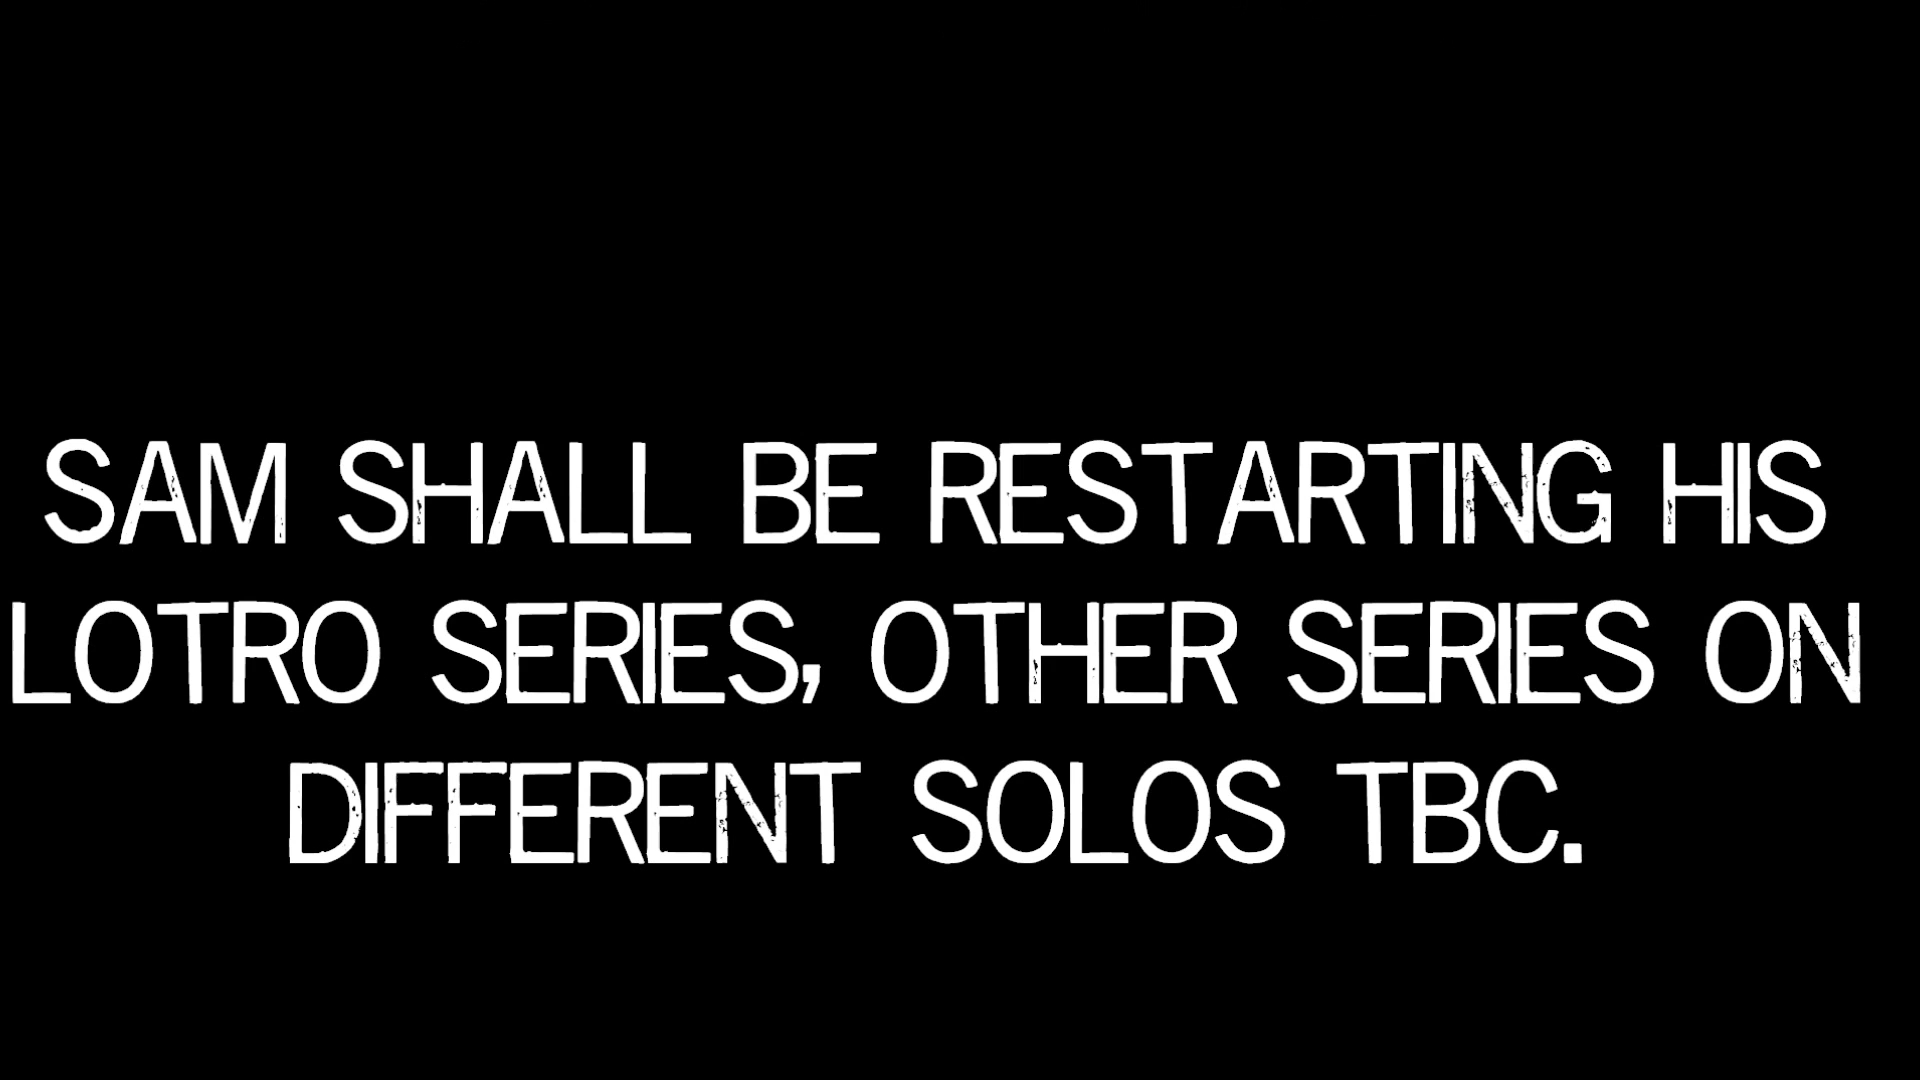 SAM SHALL BE RESTARTING HIS
LOTRO SERIES, OTHER SERIES ON
DIFFERENT SOLOS TBC.